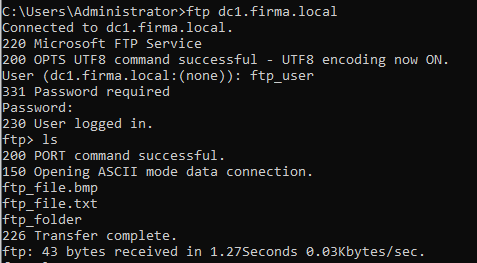 C:\Users\Administrator>ftp dc1.firma.local
Connected to dc1.firma.local.
220 Microsoft FTP Service
200 OPTS UTF8 command successful - UTF8 encoding now ON.
User (dc1.firma.local:(none)): ftp_user
331 Password required
Password:
230 User logged in.
ftp> ls
200 PORT command successful.
150 Opening ASCII mode data connection.
ftp_file.bmp
ftp_file.txt
ftp_folder
226 Transfer complete.
ftp: 43 bytes received in 1.27Seconds 0.03Kbytes/sec.